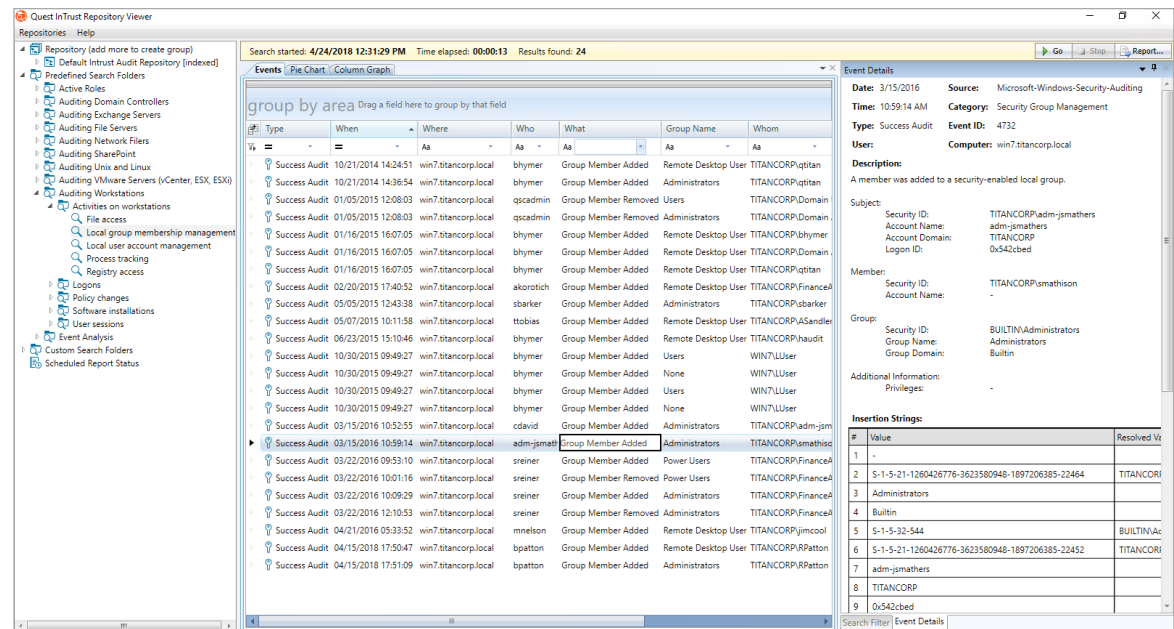 Quest InTrust Repository Viewer
Repositories Help
Repository (add more to create group)
Default Intrust Audit Repository [indexed]
Predefined Search Folders
Active Roles
Auditing Domain Controllers
Auditing Exchange Servers
Auditing File Servers
Auditing Network Filers
Auditing SharePoint
Auditing Unix and Linux
Auditing VMware Servers (vCenter, ESX, ESXi)
Auditing Workstations
Activities on workstations
File access
Local group membership management
Local user account management
Process tracking
Registry access
Logons
Policy changes
Software installations
User sessions
Event Analysis
Custom Search Folders
Scheduled Report Status
Search started: 4/24/2018 12:31:29 PM Time elapsed: 00:00:13 Results found: 24
Go Stop Report...
Events Pie Chart Column Graph
group by area Drag a field here to group by that field
Type When Where Who What Group Name Whom
= = Aa Aa Aa Aa Aa
Success Audit 10/21/2014 14:24:51 win7.titancorp.local bhymer Group Member Added Remote Desktop User TITANCORP\qtitan
Success Audit 10/21/2014 14:36:54 win7.titancorp.local bhymer Group Member Added Administrators TITANCORP\qtitan
Success Audit 01/05/2015 12:08:03 win7.titancorp.local qscadmin Group Member Removed Users TITANCORP\Domain
Success Audit 01/05/2015 12:08:03 win7.titancorp.local qscadmin Group Member Removed Administrators TITANCORP\Domain
Success Audit 01/16/2015 16:07:05 win7.titancorp.local bhymer Group Member Added Remote Desktop User TITANCORP\bhymer
Success Audit 01/16/2015 16:07:05 win7.titancorp.local bhymer Group Member Added Remote Desktop User TITANCORP\Domain
Success Audit 01/16/2015 16:07:05 win7.titancorp.local bhymer Group Member Added Remote Desktop User TITANCORP\qtitan
Success Audit 02/20/2015 17:40:52 win7.titancorp.local akorotich Group Member Added Remote Desktop User TITANCORP\FinanceA
Success Audit 05/05/2015 12:43:38 win7.titancorp.local sbarker Group Member Added Administrators TITANCORP\sbarker
Success Audit 05/07/2015 10:11:58 win7.titancorp.local ttobias Group Member Added Remote Desktop User TITANCORP\ASandler
Success Audit 06/23/2015 15:10:46 win7.titancorp.local bhymer Group Member Added Remote Desktop User TITANCORP\haudit
Success Audit 10/30/2015 09:49:27 win7.titancorp.local bhymer Group Member Added Users WIN7\LUser
Success Audit 10/30/2015 09:49:27 win7.titancorp.local bhymer Group Member Added None WIN7\LUser
Success Audit 10/30/2015 09:49:27 win7.titancorp.local bhymer Group Member Added Users WIN7\LUser
Success Audit 10/30/2015 09:49:27 win7.titancorp.local bhymer Group Member Added None WIN7\LUser
Success Audit 03/15/2016 10:52:55 win7.titancorp.local cdavid Group Member Added Administrators TITANCORP\adm-jsm
Success Audit 03/15/2016 10:59:14 win7.titancorp.local adm-jsmath Group Member Added Administrators TITANCORP\smathiso
Success Audit 03/22/2016 09:53:10 win7.titancorp.local sreiner Group Member Added Power Users TITANCORP\FinanceA
Success Audit 03/22/2016 10:01:16 win7.titancorp.local sreiner Group Member Removed Power Users TITANCORP\FinanceA
Success Audit 03/22/2016 10:09:29 win7.titancorp.local sreiner Group Member Added Administrators TITANCORP\FinanceA
Success Audit 03/22/2016 12:10:53 win7.titancorp.local sreiner Group Member Removed Administrators TITANCORP\FinanceA
Success Audit 04/21/2016 05:33:52 win7.titancorp.local mnelson Group Member Added Remote Desktop User TITANCORP\jimcool
Success Audit 04/15/2018 17:50:47 win7.titancorp.local bpatton Group Member Added Remote Desktop User TITANCORP\RPatton
Success Audit 04/15/2018 17:51:09 win7.titancorp.local bpatton Group Member Added Administrators TITANCORP\RPatton
Event Details
Date: 3/15/2016 Source: Microsoft-Windows-Security-Auditing
Time: 10:59:14 AM Category: Security Group Management
Type: Success Audit Event ID: 4732
User: Computer: win7.titancorp.local
Description:
A member was added to a security-enabled local group.
Subject:
Security ID: TITANCORP\adm-jsmathers
Account Name: adm-jsmathers
Account Domain: TITANCORP
Logon ID: 0x542cbed
Member:
Security ID: TITANCORP\smathison
Account Name: -
Group:
Security ID: BUILTIN\Administrators
Group Name: Administrators
Group Domain: Builtin
Additional Information:
Privileges: -
Insertion Strings:
# Value Resolved Va
1 -
2 S-1-5-21-1260426776-3623580948-1897206385-22464 TITANCORI
3 Administrators
4 Builtin
5 S-1-5-32-544 BUILTIN\Ac
6 S-1-5-21-1260426776-3623580948-1897206385-22452 TITANCORI
7 adm-jsmathers
8 TITANCORP
9 0x542cbed
Search Filter Event Details